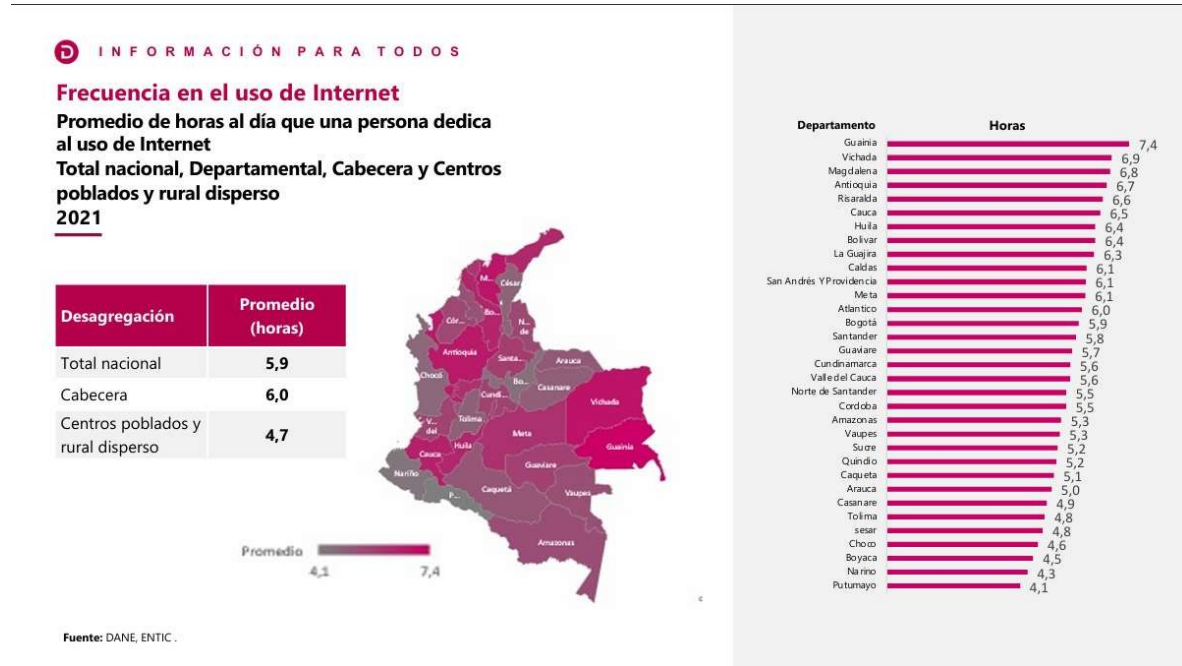 INFORMACIÓN PARA TODOS
Frecuencia en el uso de Internet
Promedio de horas al día que una persona dedica
al uso de Internet
Total nacional, Departamental, Cabecera y Centros
poblados y rural disperso
2021
Desagregación Promedio (horas)
Total nacional 5,9
Cabecera 6,0
Centros poblados y
rural disperso 4,7
M...
César
Bo...
Cór...
N...
de
Antioquia
Santa...
Arauca
Chocó
Bo...
Casanare
Cundi...
Vichada
Tolima
V...
del
Meta
Huila
Cauca
Guainía
Guaviare
Nariño
Caquetá
P...
Vaupes
Amazonas
Promedio
4,1 7,4
Fuente: DANE, ENTIC .
Departamento Horas
Guainia 7,4
Vichada 6,9
Magdalena 6,8
Antioquia 6,7
Risaralda 6,6
Cauca 6,5
Huila 6,4
Bolivar 6,4
La Guajira 6,3
Caldas 6,1
San Andrés Y Providencia 6,1
Meta 6,1
Atlantico 6,0
Bogotá 5,9
Santander 5,8
Guaviare 5,7
Cundinamarca 5,6
Valle del Cauca 5,6
Norte de Santander 5,5
Cordoba 5,5
Amazonas 5,3
Vaupes 5,3
Sucre 5,2
Quindio 5,2
Caqueta 5,1
Arauca 5,0
Casanare 4,9
Tolima 4,8
sesar 4,8
Choco 4,6
Boyaca 4,5
Narino 4,3
Putumayo 4,1